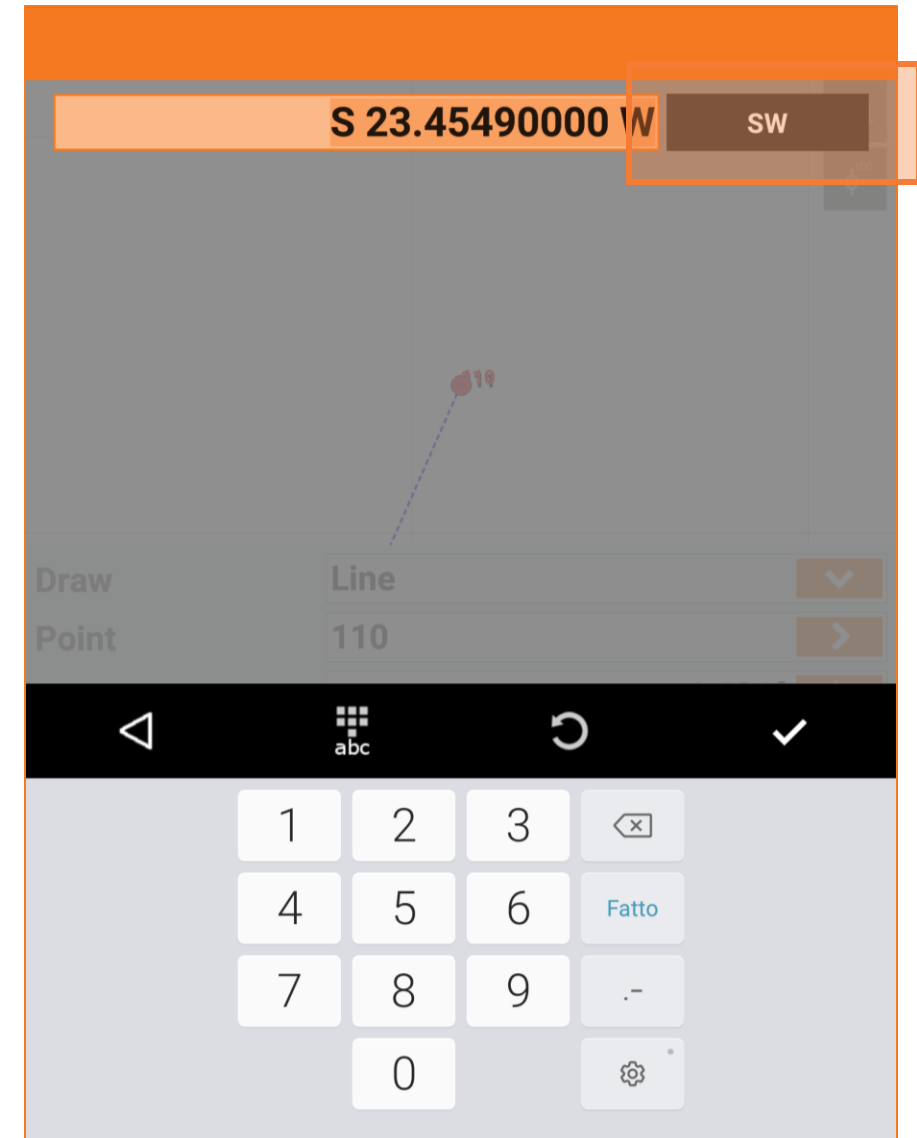 S 23.45490000 W SW
Draw Line
Point 110
abc
1 2 3
4 5 6 Fatto
7 8 9 .-
0